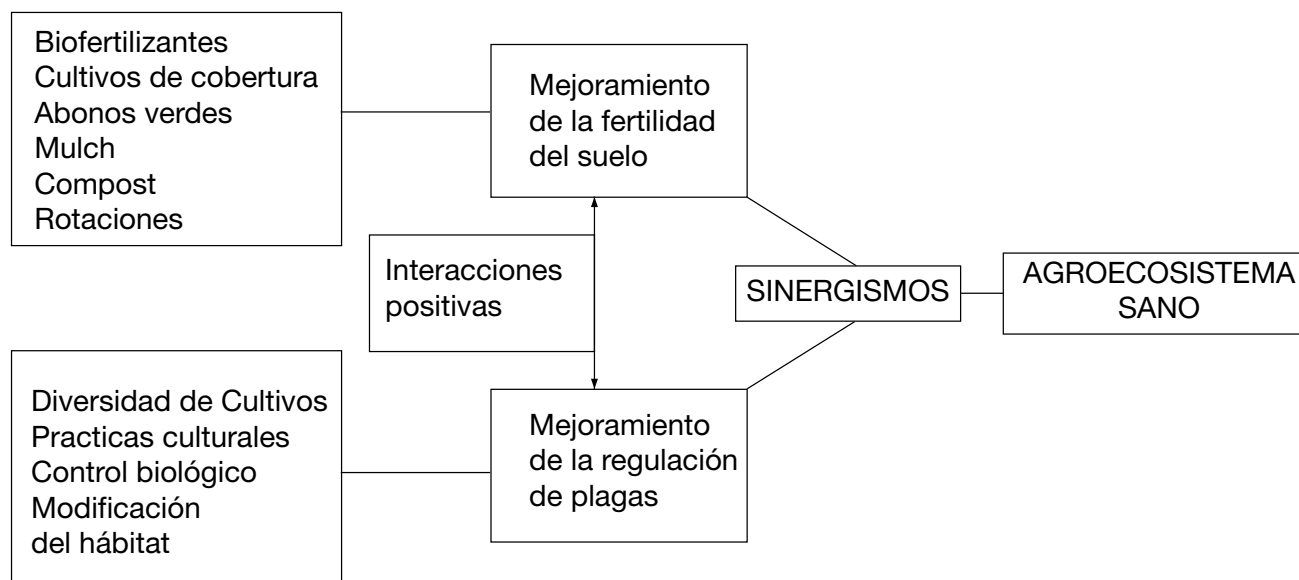 Biofertilizantes
Cultivos de cobertura
Abonos verdes
Mulch
Compost
Rotaciones
Mejoramiento
de la fertilidad
del suelo
Interacciones
positivas
SINERGISMOS
AGROECOSISTEMA
SANO
Diversidad de Cultivos
Practicas culturales
Control biológico
Modificación
del hábitat
Mejoramiento
de la regulación
de plagas